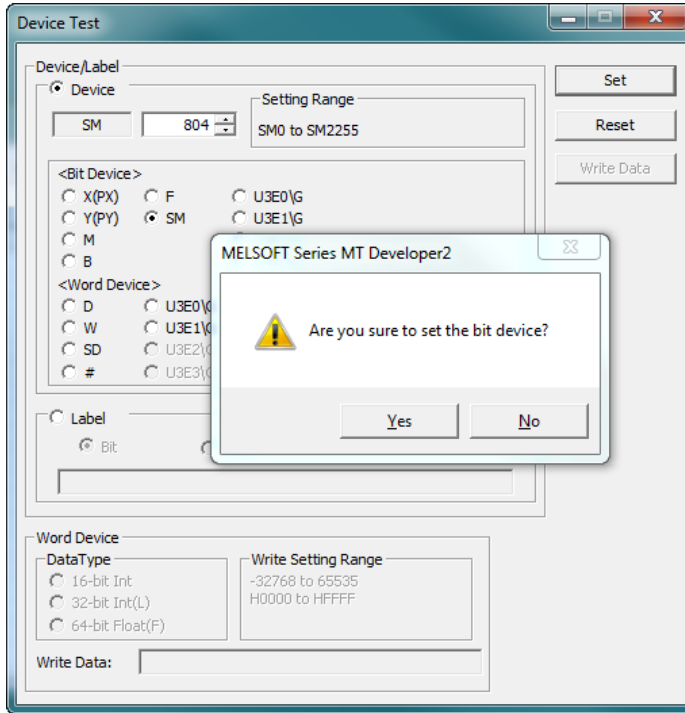 Device Test
Device/Label
Device
Setting Range
SM
804
SM0 to SM2255
Set
Reset
Write Data
<Bit Device>
X(PX) F U3E0\G
Y(PY) SM U3E1\G
M
B
<Word Device>
D U3E0\G
W U3E1\G
SD U3E2\G
# U3E3\G
MELSOFT Series MT Developer2
Are you sure to set the bit device?
Yes No
Label
Bit
Word Device
DataType
16-bit Int
32-bit Int(L)
64-bit Float(F)
Write Setting Range
-32768 to 65535
H0000 to HFFFF
Write Data: